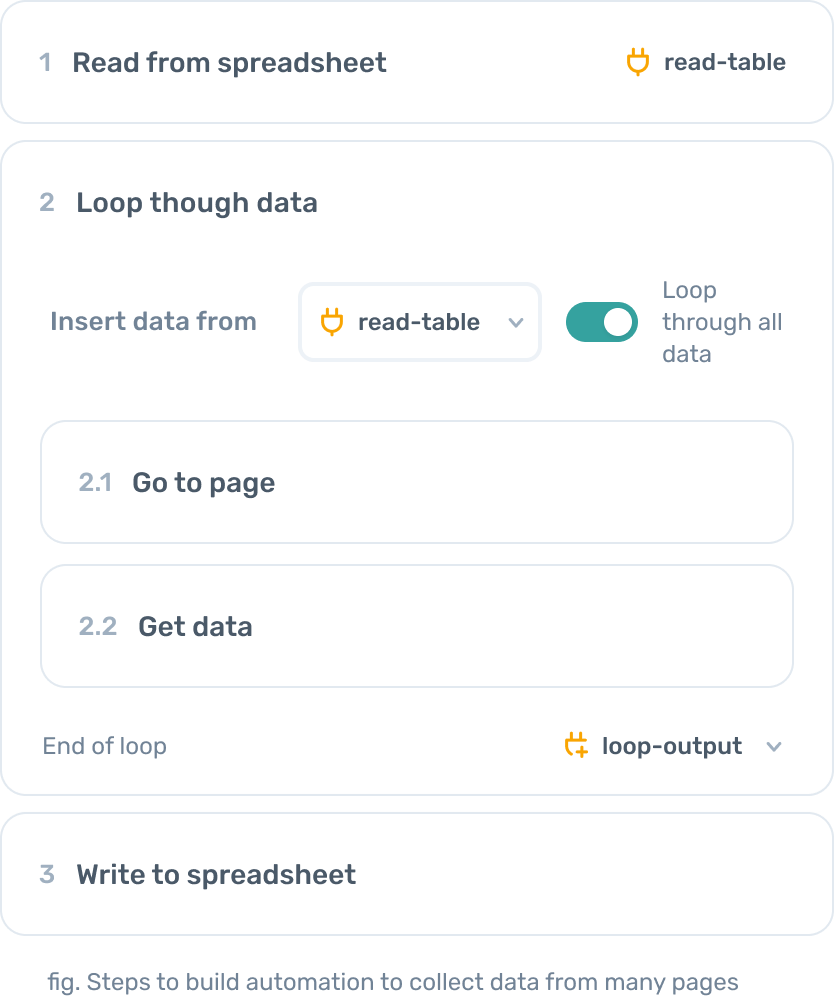 1 Read from spreadsheet read-table
2 Loop though data
Insert data from read-table Loop
through all
data
2.1 Go to page
2.2 Get data
End of loop loop-output
3 Write to spreadsheet
fig. Steps to build automation to collect data from many pages